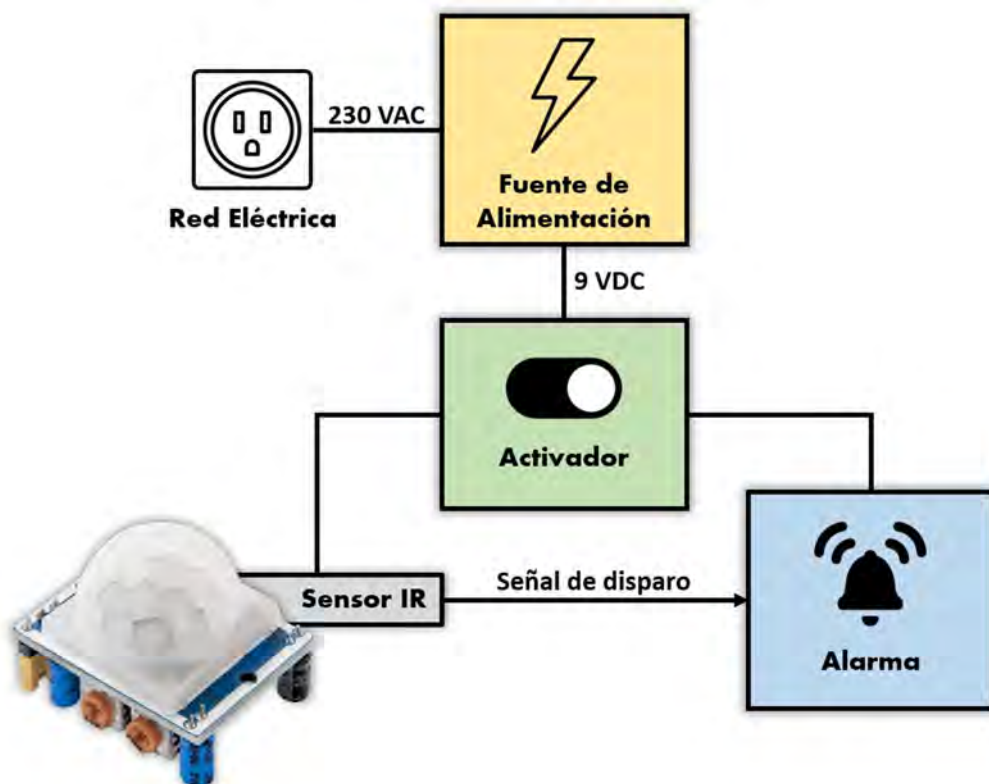 230 VAC
Red Eléctrica
Fuente de
Alimentación
9 VDC
Activador
Sensor IR
Señal de disparo
Alarma